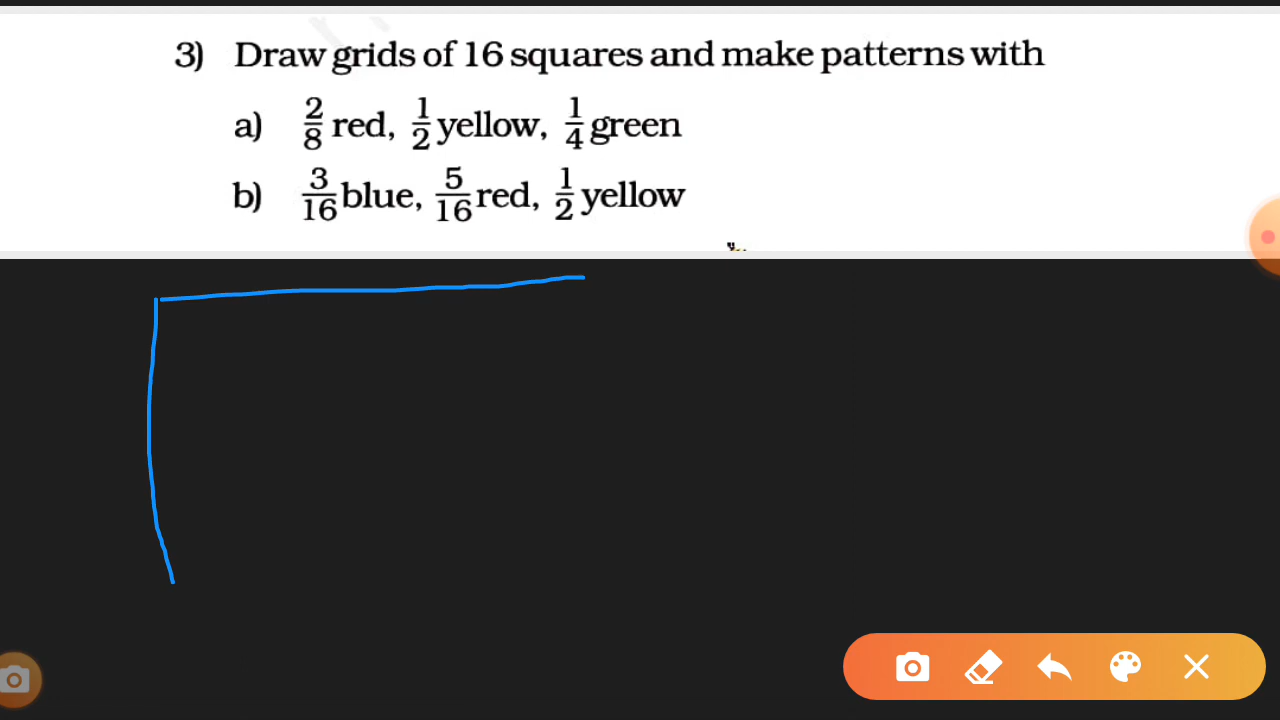 3) Draw grids of 16 squares and make patterns with
a) 2/8 red, 1/2 yellow, 1/4 green
b) 3/16 blue, 5/16 red, 1/2 yellow